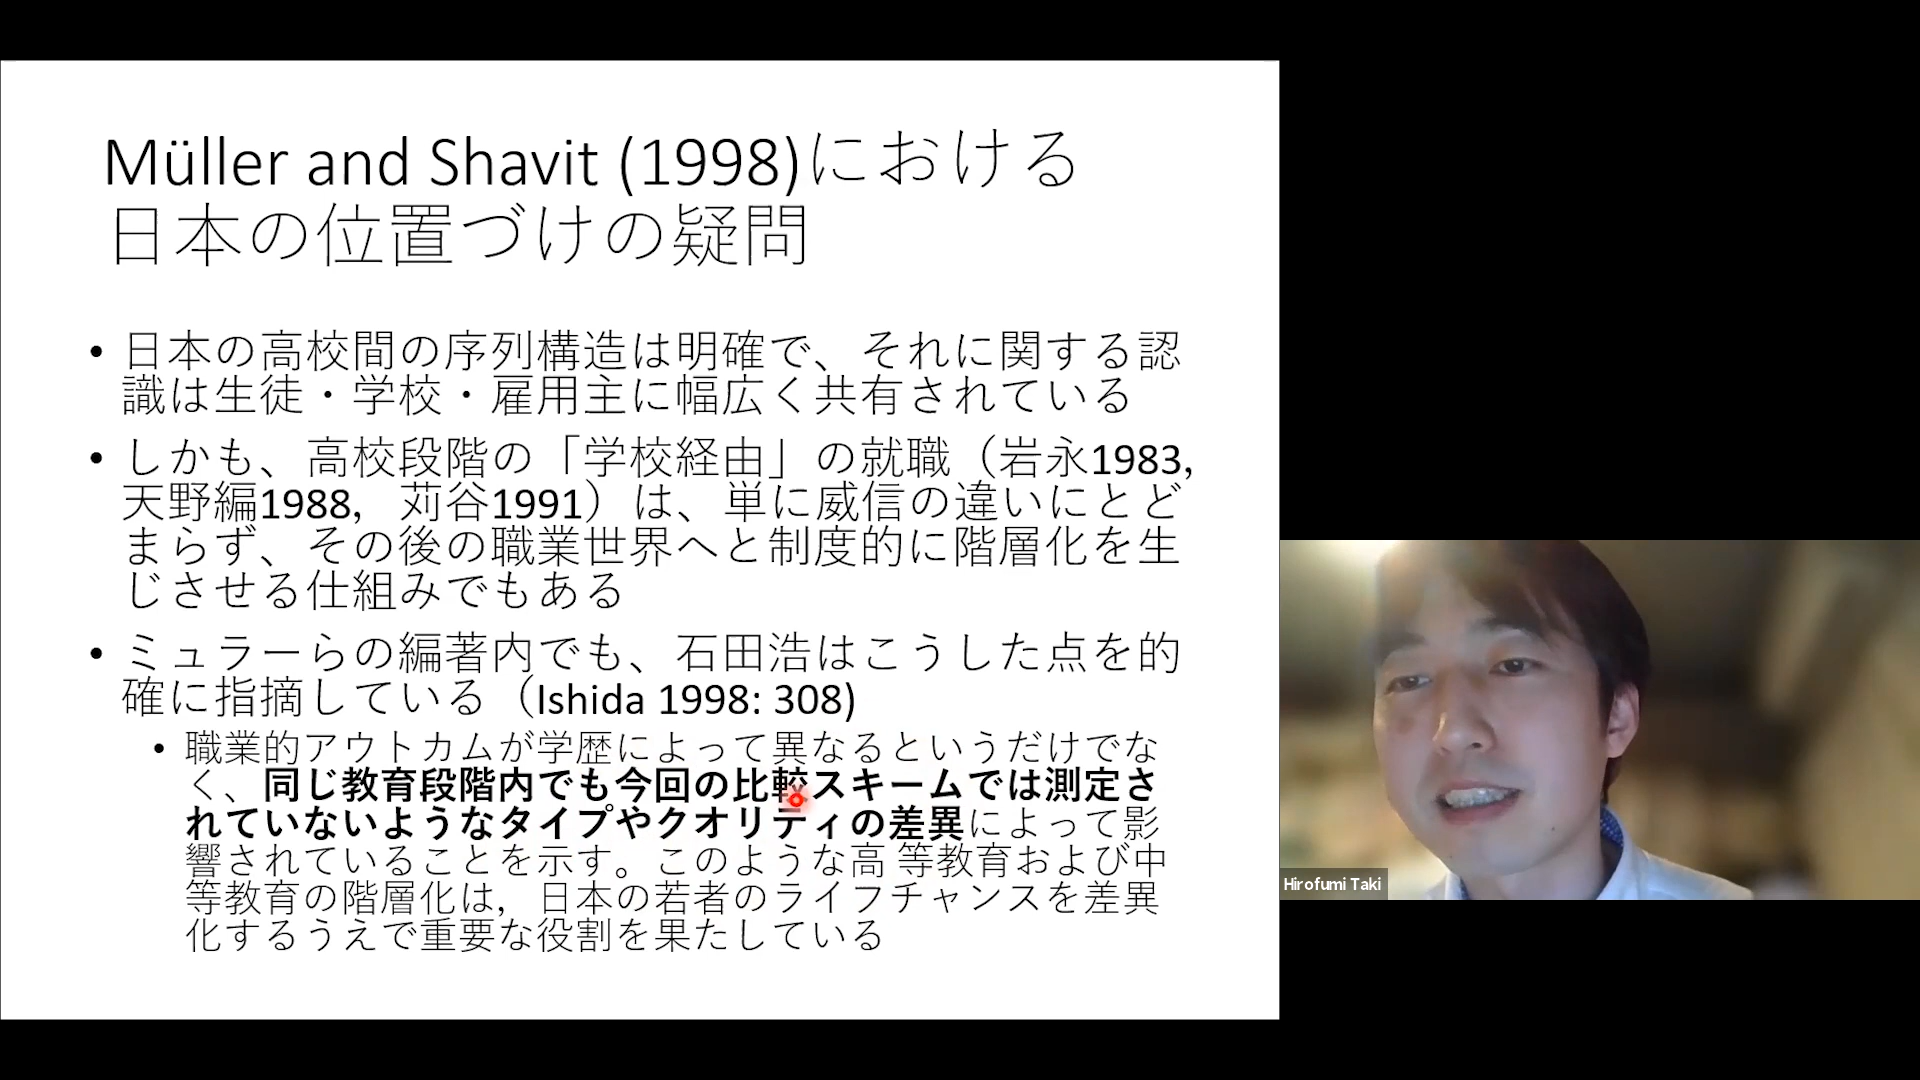 Müller and Shavit (1998)における
日本の位置づけの疑問
• 日本の高校間の序列構造は明確で、それに関する認
識は生徒・学校・雇用主に幅広く共有されている
• しかも、高校段階の「学校経由」の就職（岩永1983,
天野編1988, 苅谷1991）は、単に威信の違いにとど
まらず、その後の職業世界へと制度的に階層化を生
じさせる仕組みでもある
• ミュラーらの編著内でも、石田浩はこうした点を的
確に指摘している（Ishida 1998: 308)
• 職業的アウトカムが学歴によって異なるというだけでな
く、同じ教育段階内でも今回の比較スキームでは測定さ
れていないようなタイプやクオリティの差異によって影
響されていることを示す。このような高 等教育および中
等教育の階層化は, 日本の若者のライフチャンスを差異
化するうえで重要な役割を果たしている
Hirofumi Taki